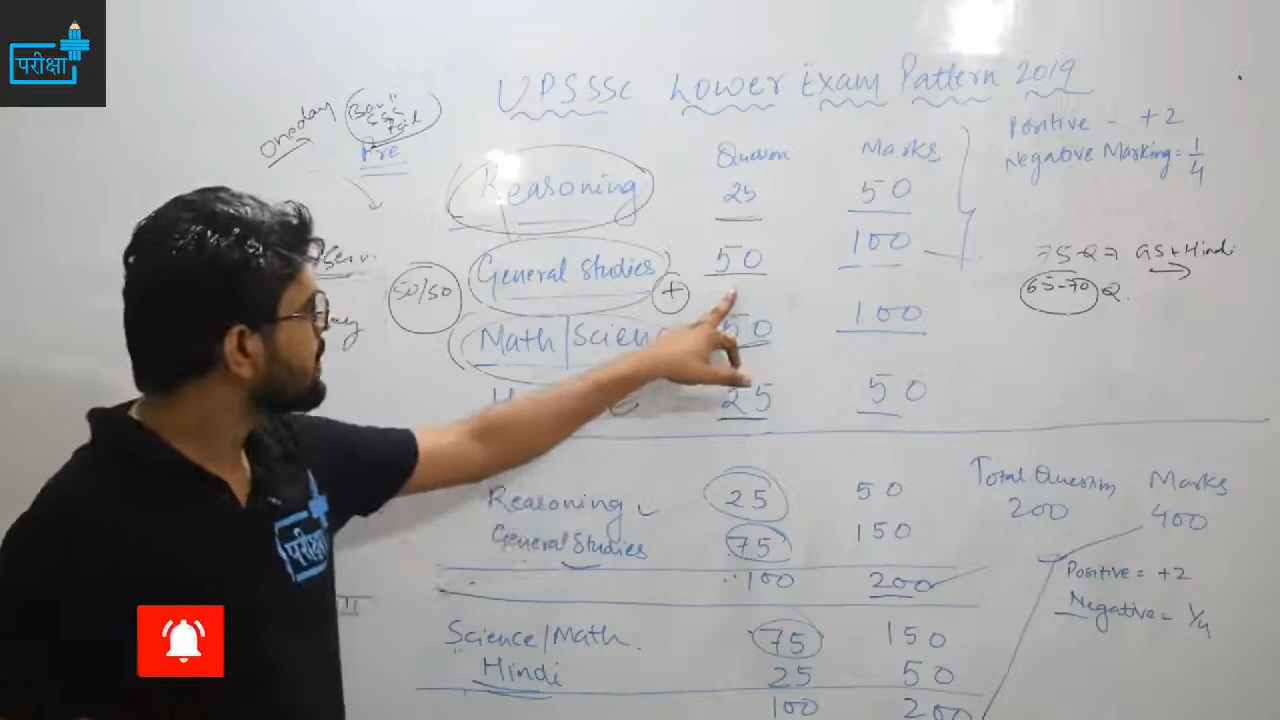 परीक्षा
UPSSSC Lower Exam Pattern 2019
oneday
Pre
Question Marks
Positive - +2
Negative Marking = 1/4
Reasoning 25 50
General Studies 50 100
50/50
+
75-Q= GS+Hindi
65-70 Q.
Math/Scien 50 100
25 50
Reasoning 25 50
General Studies 75 150
100 200
Total Question Marks
200 400
Positive = +2
Negative = 1/4
Science/Math. 75 150
Hindi 25 50
100 200
परीक्षा